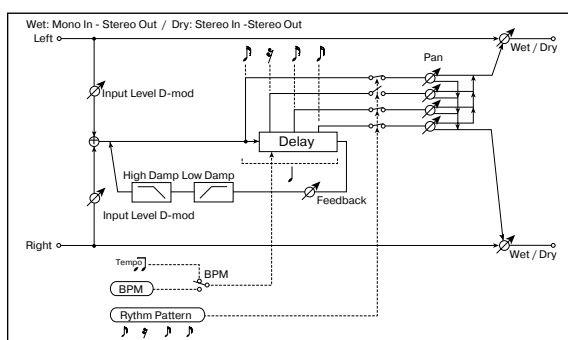 Wet: Mono In - Stereo Out / Dry: Stereo In -Stereo Out
Left
Wet / Dry
Pan
Input Level D-mod
Delay
High Damp Low Damp
Feedback
Input Level D-mod
Right
Wet / Dry
Tempo
BPM
BPM
Rythm Pattern